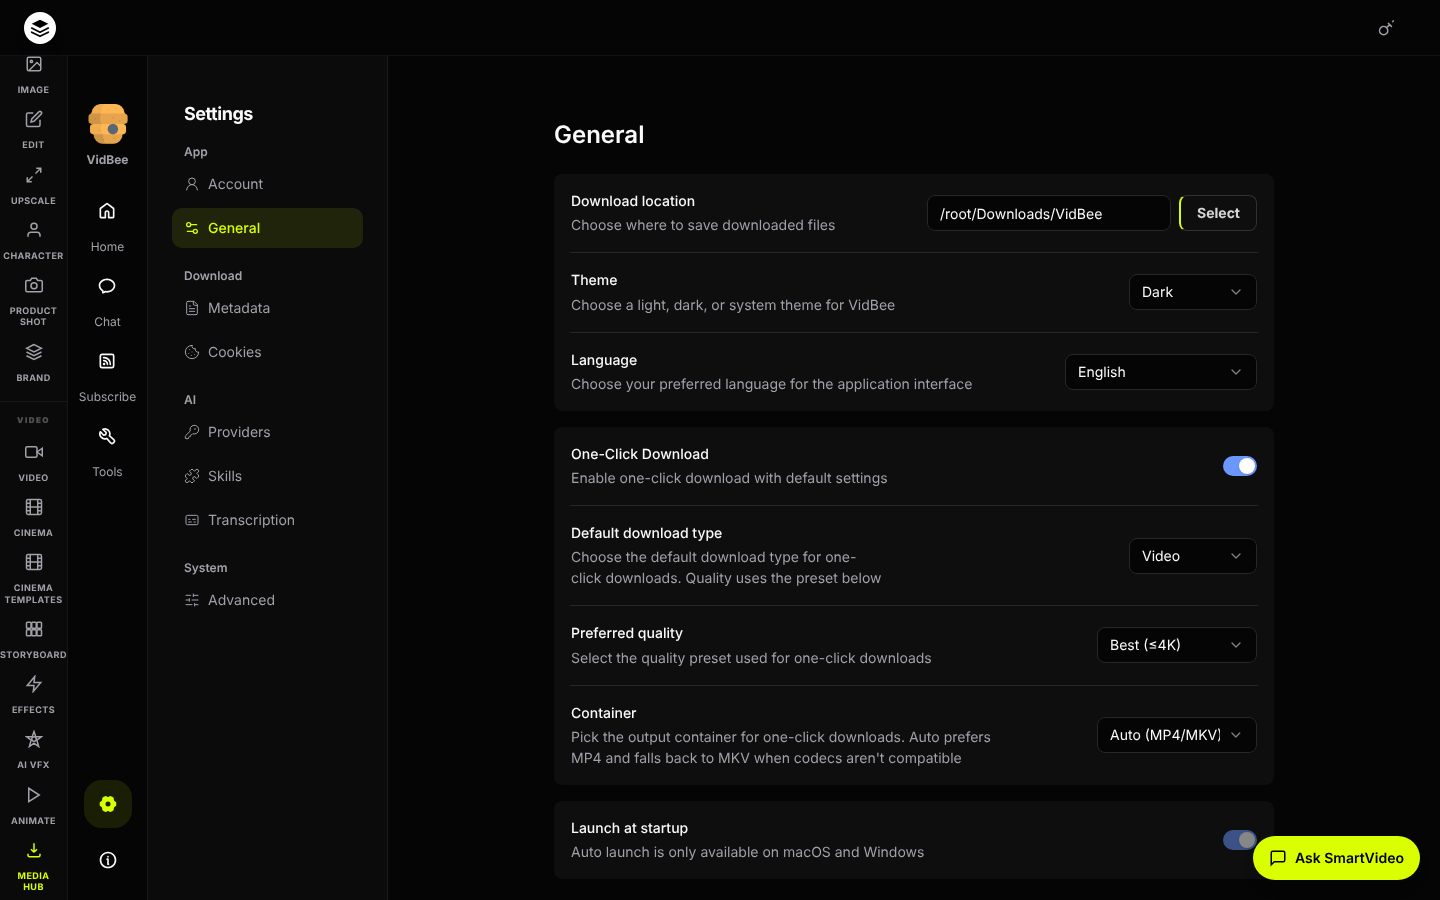 IMAGE
EDIT
UPSCALE
CHARACTER
PRODUCT
SHOT
BRAND
VIDEO
VIDEO
CINEMA
CINEMA
TEMPLATES
STORYBOARD
EFFECTS
AI VFX
ANIMATE
MEDIA
HUB
VidBee
Home
Chat
Subscribe
Tools
Settings
App
Account
General
Download
Metadata
Cookies
AI
Providers
Skills
Transcription
System
Advanced
General
Download location
Choose where to save downloaded files
/root/Downloads/VidBee
Select
Theme
Choose a light, dark, or system theme for VidBee
Dark
Language
Choose your preferred language for the application interface
English
One-Click Download
Enable one-click download with default settings
Default download type
Choose the default download type for one-
click downloads. Quality uses the preset below
Video
Preferred quality
Select the quality preset used for one-click downloads
Best (≤4K)
Container
Pick the output container for one-click downloads. Auto prefers
MP4 and falls back to MKV when codecs aren't compatible
Auto (MP4/MKV)
Launch at startup
Auto launch is only available on macOS and Windows
Ask SmartVideo